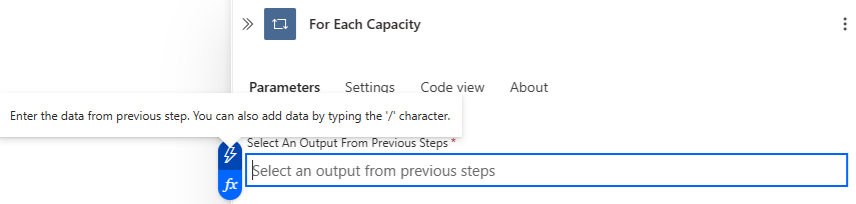 For Each Capacity
Parameters Settings Code view About
Enter the data from previous step. You can also add data by typing the '/' character.
Select An Output From Previous Steps *
Select an output from previous steps
fx